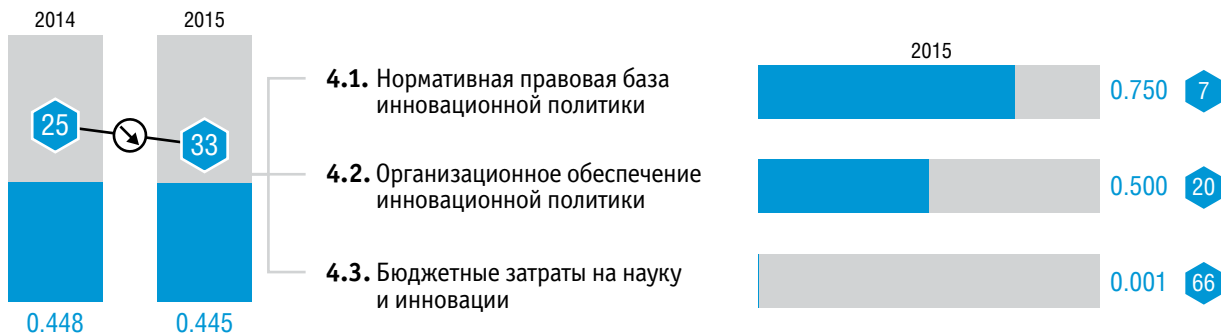 2014
2015
25
33
0.448
0.445
4.1. Нормативная правовая база
инновационной политики
4.2. Организационное обеспечение
инновационной политики
4.3. Бюджетные затраты на науку
и инновации
2015
0.750 7
0.500 20
0.001 66